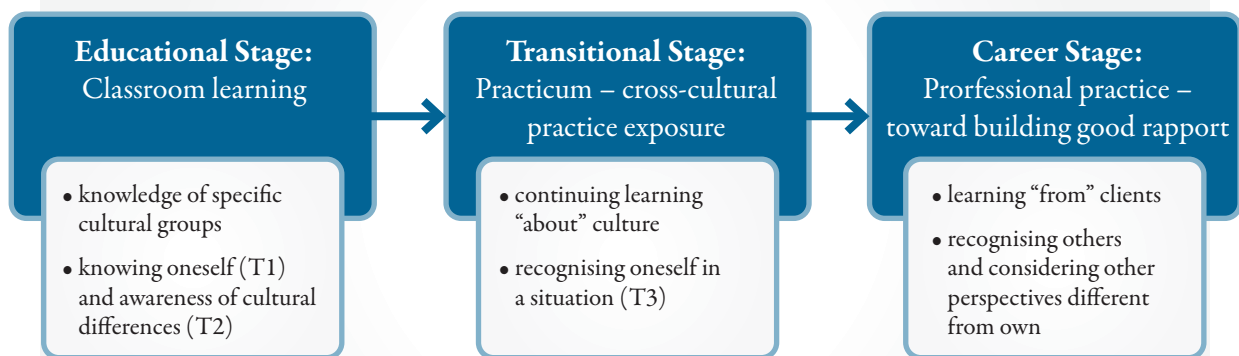 Educational Stage:
Classroom learning
• knowledge of specific
cultural groups
• knowing oneself (T1)
and awareness of cultural
differences (T2)
Transitional Stage:
Practicum – cross-cultural
practice exposure
• continuing learning
“about” culture
• recognising oneself in
a situation (T3)
Career Stage:
Prorfessional practice –
toward building good rapport
• learning “from” clients
• recognising others
and considering other
perspectives different
from own